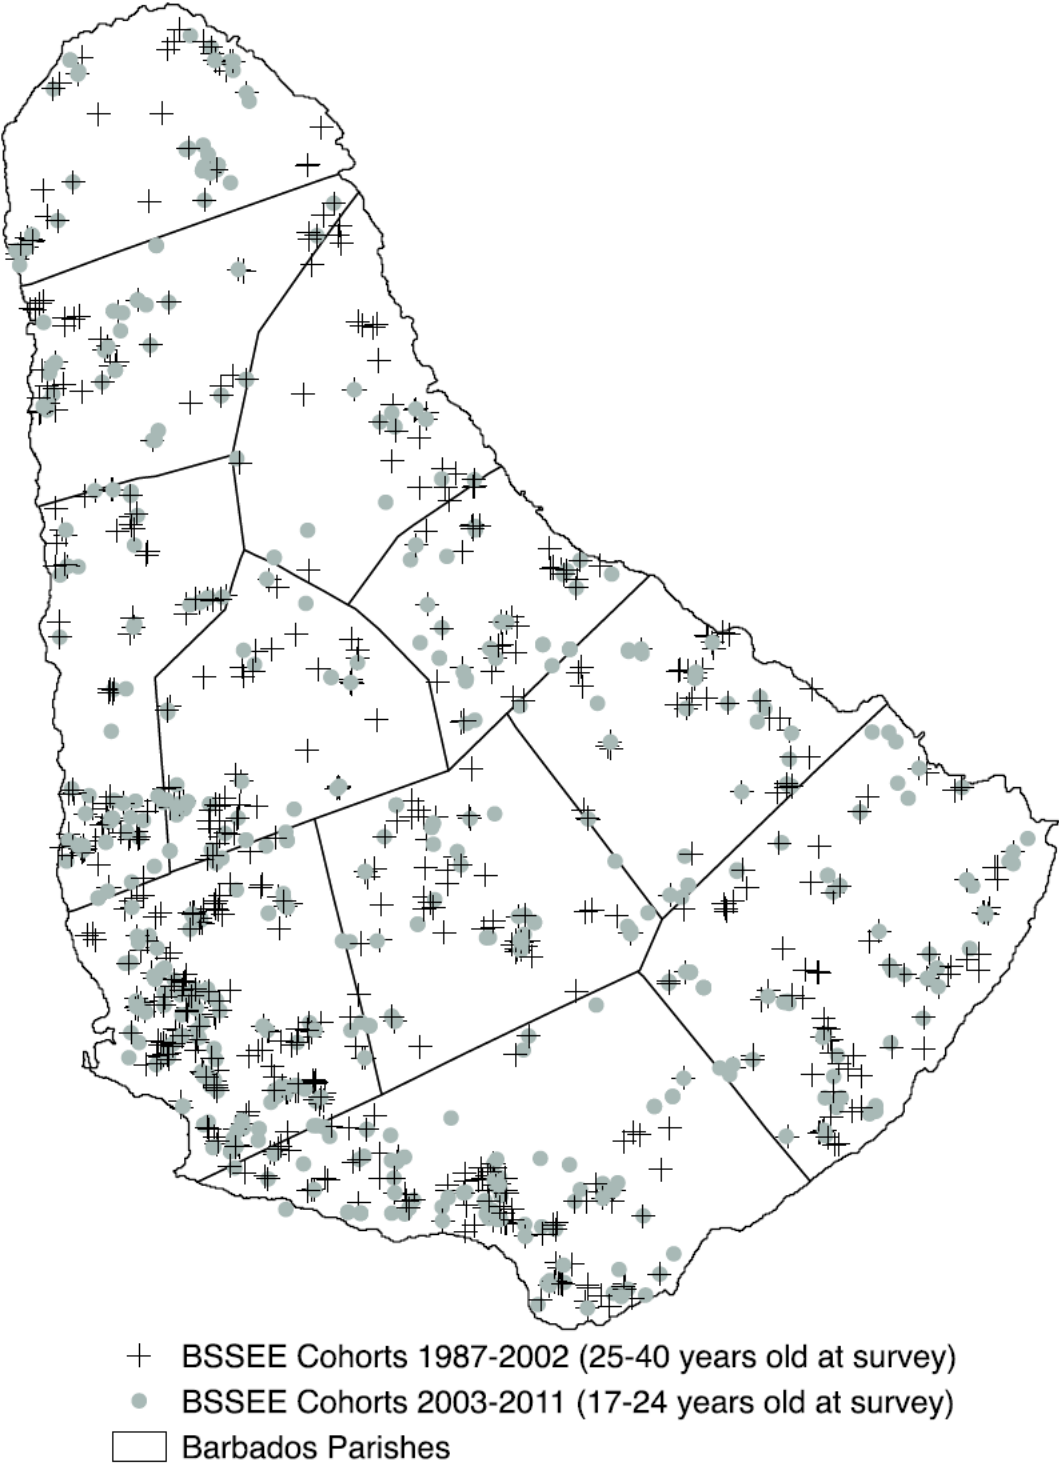 BSSEE Cohorts 1987-2002 (25-40 years old at survey)
BSSEE Cohorts 2003-2011 (17-24 years old at survey)
Barbados Parishes